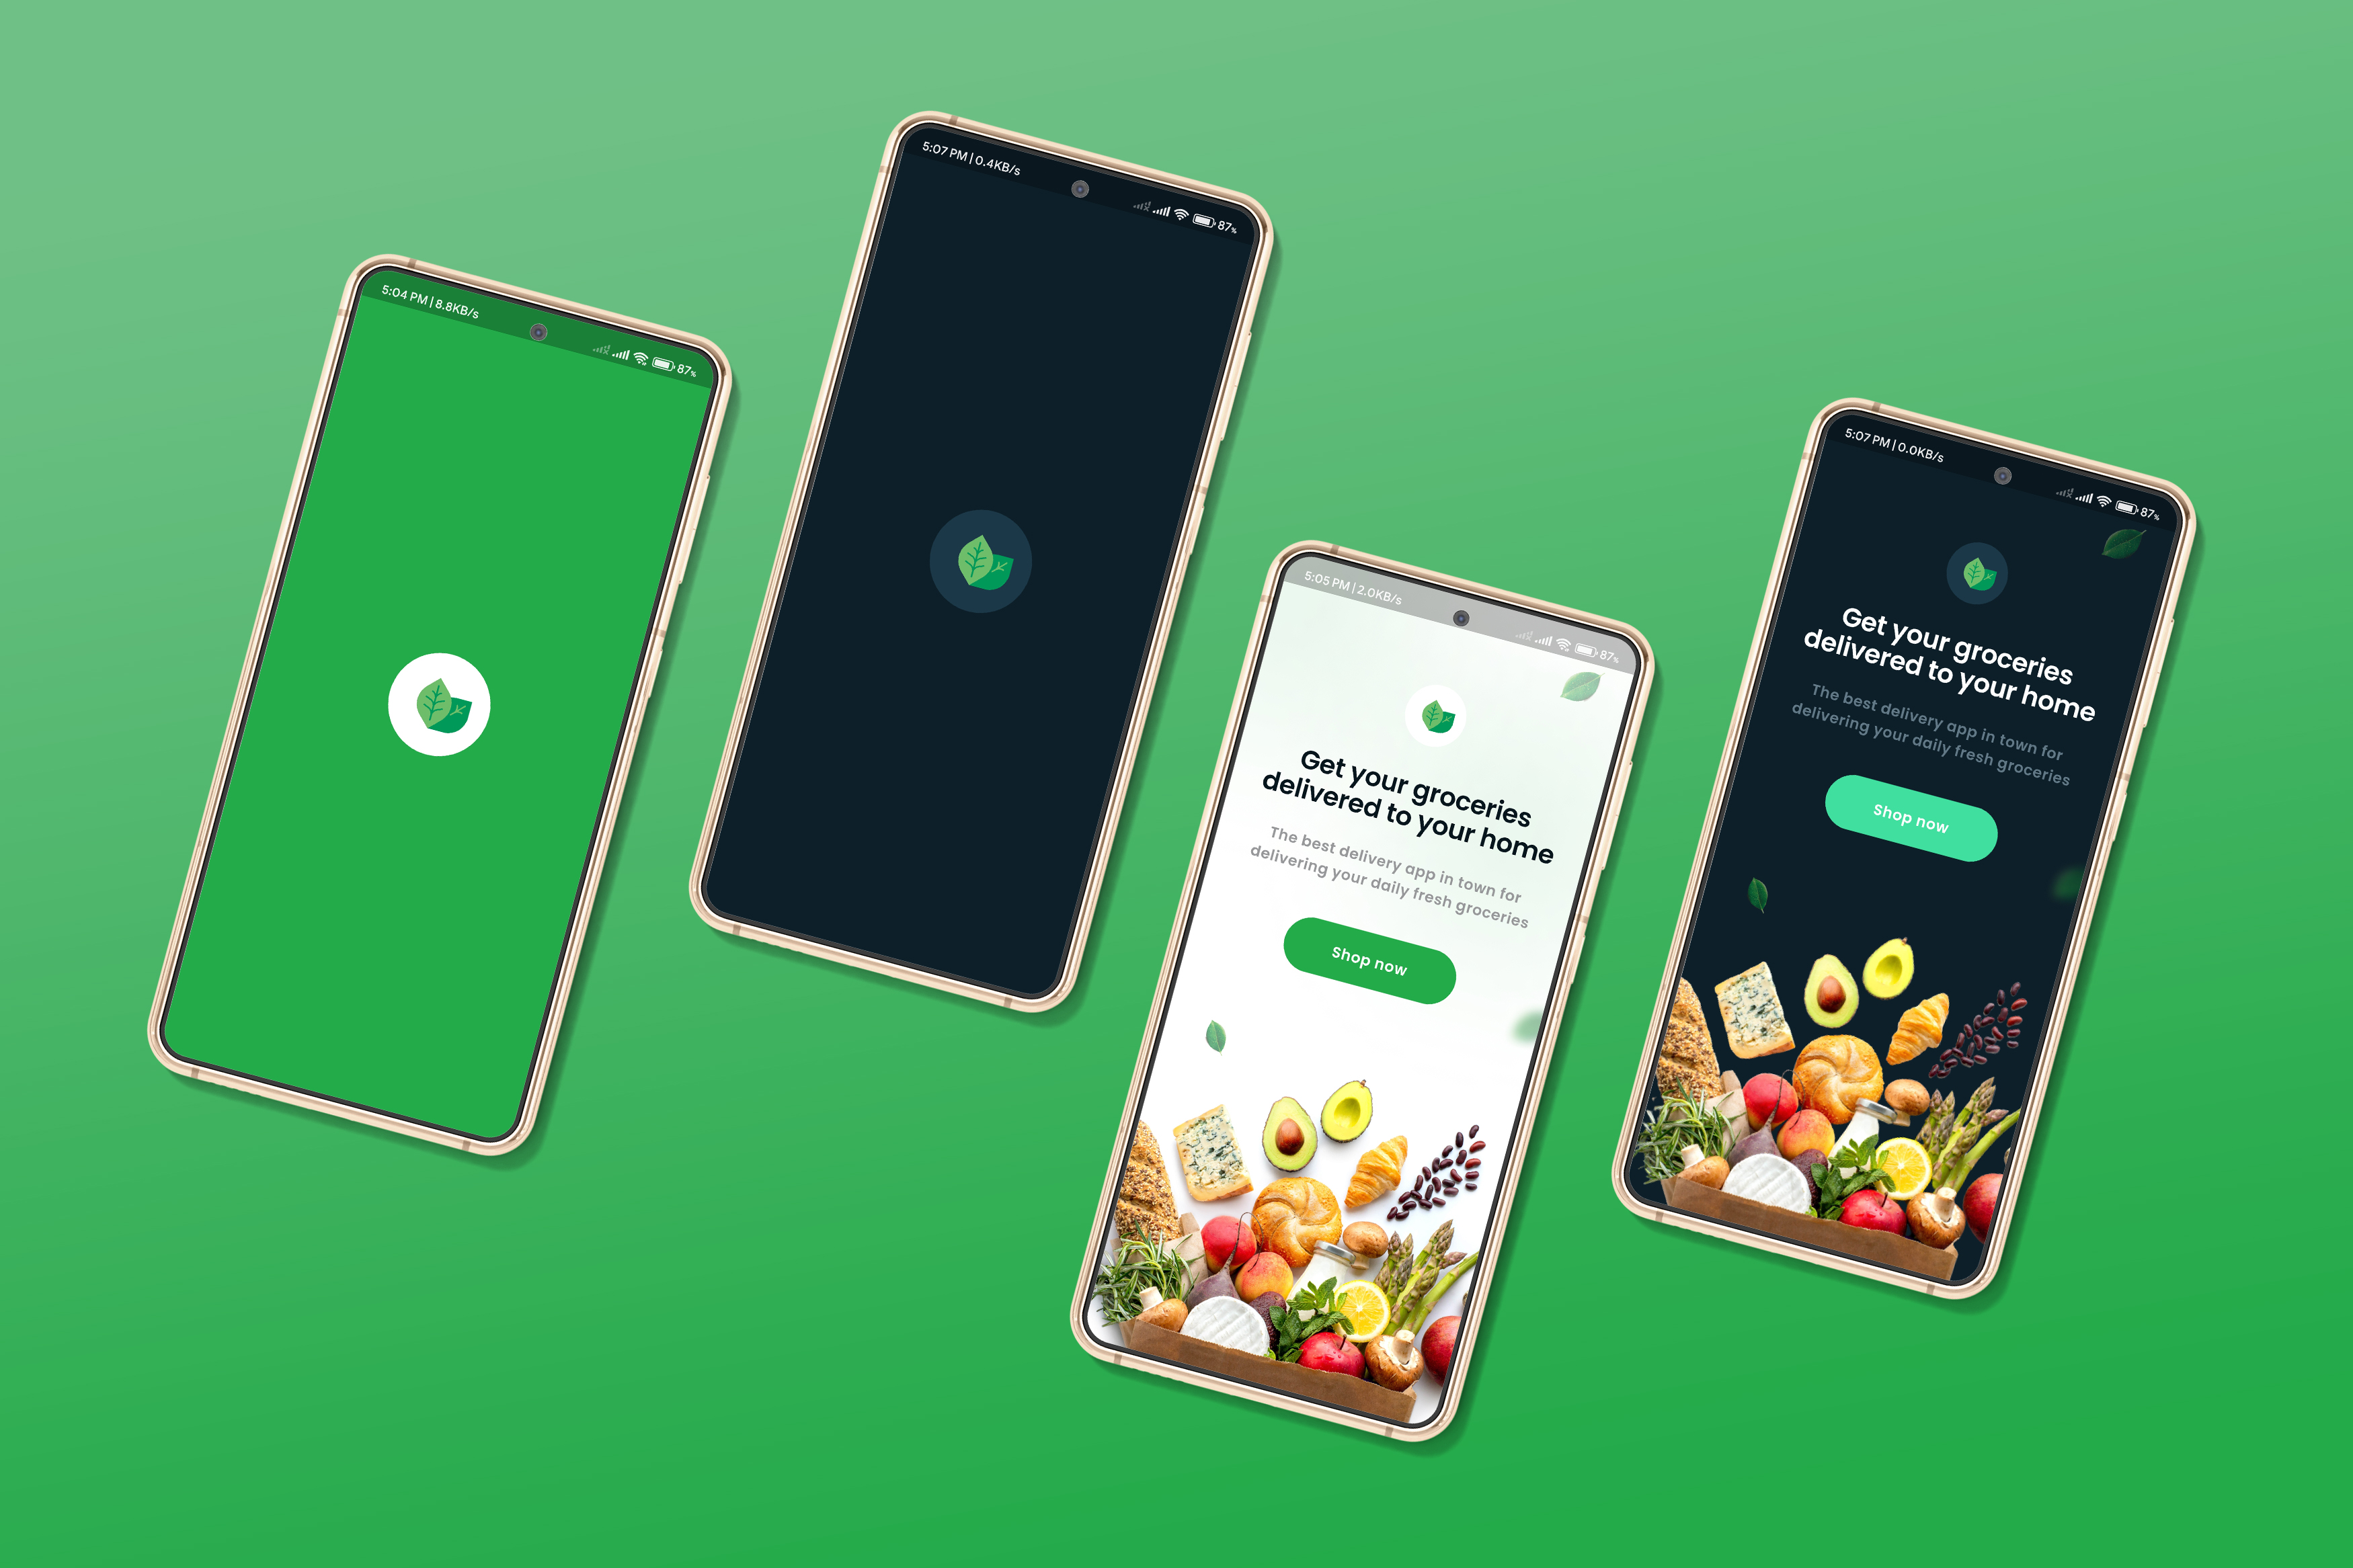 5:04 PM | 8.8KB/s
87%
5:07 PM | 0.4KB/s
87%
5:05 PM | 2.0KB/s
87%
Get your groceries
delivered to your home
The best delivery app in town for
delivering your daily fresh groceries
Shop now
5:07 PM | 0.0KB/s
87%
Get your groceries
delivered to your home
The best delivery app in town for
delivering your daily fresh groceries
Shop now